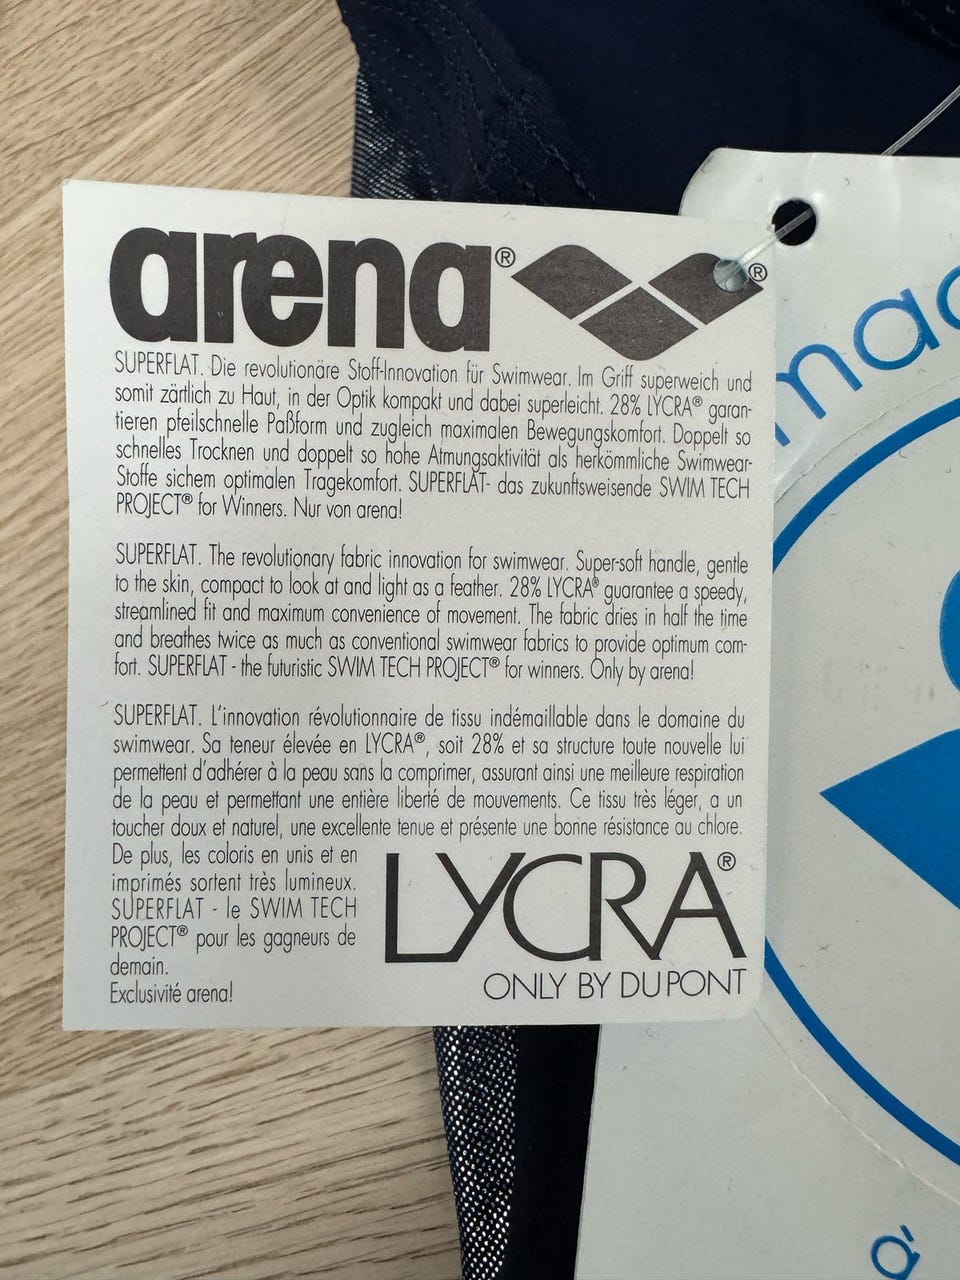 arena® ®
SUPERFLAT. Die revolutionäre Stoff-Innovation für Swimwear. Im Griff superweich und
somit zärtlich zu Haut, in der Optik kompakt und dabei superleicht. 28% LYCRA® garan-
tieren pfeilschnelle Paßform und zugleich maximalen Bewegungskomfort. Doppelt so
schnelles Trocknen und doppelt so hohe Atmungsaktivität als herkömmliche Swimwear-
Stoffe sichern optimalen Tragekomfort. SUPERFLAT- das zukunftsweisende SWIM TECH
PROJECT® for Winners. Nur von arena!
SUPERFLAT. The revolutionary fabric innovation for swimwear. Super-soft handle, gentle
to the skin, compact to look at and light as a feather. 28% LYCRA® guarantee a speedy,
streamlined fit and maximum convenience of movement. The fabric dries in half the time
and breathes twice as much as conventional swimwear fabrics to provide optimum com-
fort. SUPERFLAT - the futuristic SWIM TECH PROJECT® for winners. Only by arena!
SUPERFLAT. L'innovation révolutionnaire de tissu indémaillable dans le domaine du
swimwear. Sa teneur élevée en LYCRA®, soit 28% et sa structure toute nouvelle lui
permettent d'adhérer à la peau sans la comprimer, assurant ainsi une meilleure respiration
de la peau et permettant une entière liberté de mouvements. Ce tissu très léger, a un
toucher doux et naturel, une excellente tenue et présente une bonne résistance au chlore.
De plus, les coloris en unis et en
imprimés sortent très lumineux.
SUPERFLAT - le SWIM TECH
PROJECT® pour les gagneurs de
demain.
Exclusivité arena!
LYCRA®
ONLY BY DU PONT